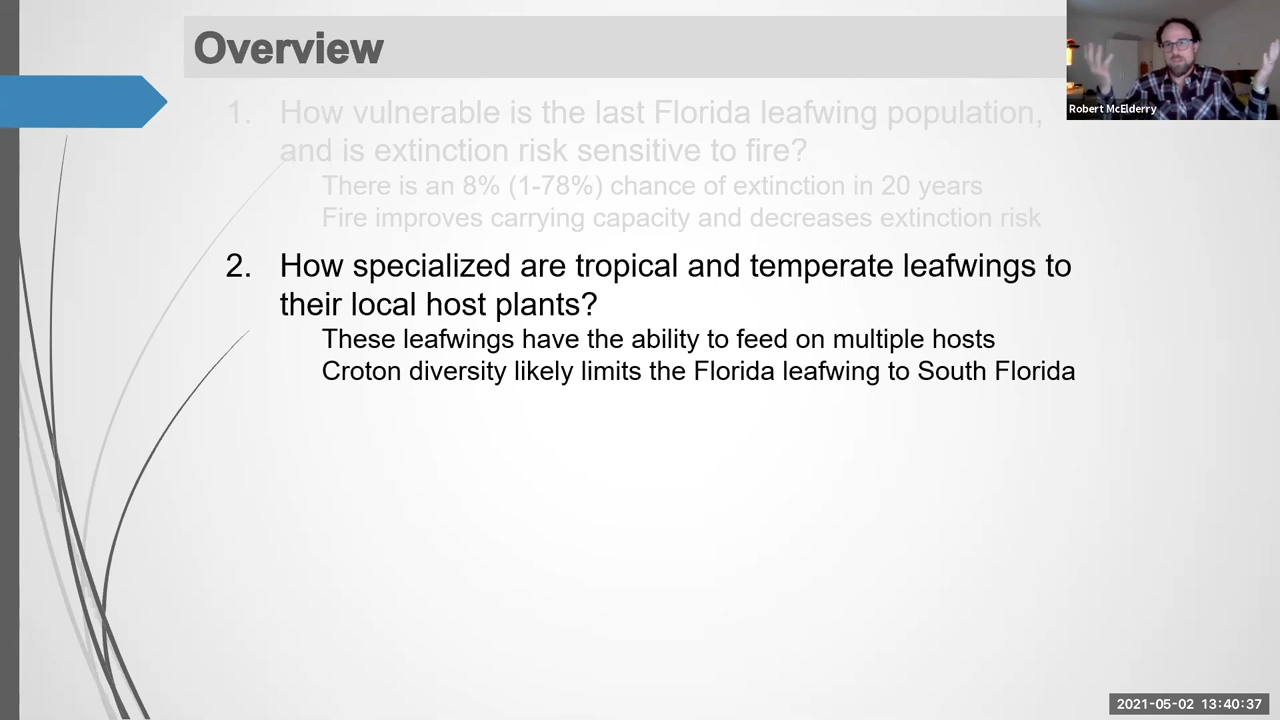 Overview
1. How vulnerable is the last Florida leafwing population,
and is extinction risk sensitive to fire?
There is an 8% (1-78%) chance of extinction in 20 years
Fire improves carrying capacity and decreases extinction risk
2. How specialized are tropical and temperate leafwings to
their local host plants?
These leafwings have the ability to feed on multiple hosts
Croton diversity likely limits the Florida leafwing to South Florida
Robert McElderry
2021-05-02 13:40:37